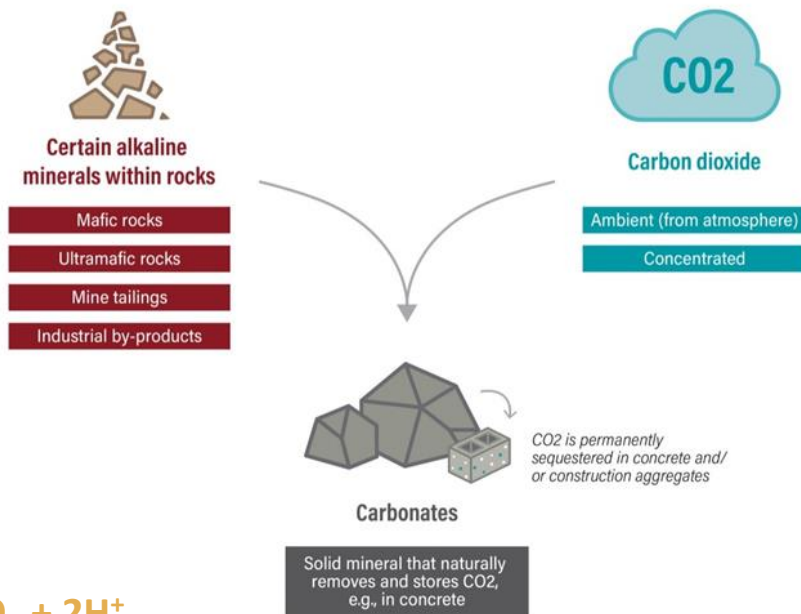 CO2
Certain alkaline
minerals within rocks
Mafic rocks
Ultramafic rocks
Mine tailings
Industrial by-products
Carbon dioxide
Ambient (from atmosphere)
Concentrated
CO2 is permanently
sequestered in concrete and/
or construction aggregates
Carbonates
Solid mineral that naturally
removes and stores CO2,
e.g., in concrete
+ 2H⁺